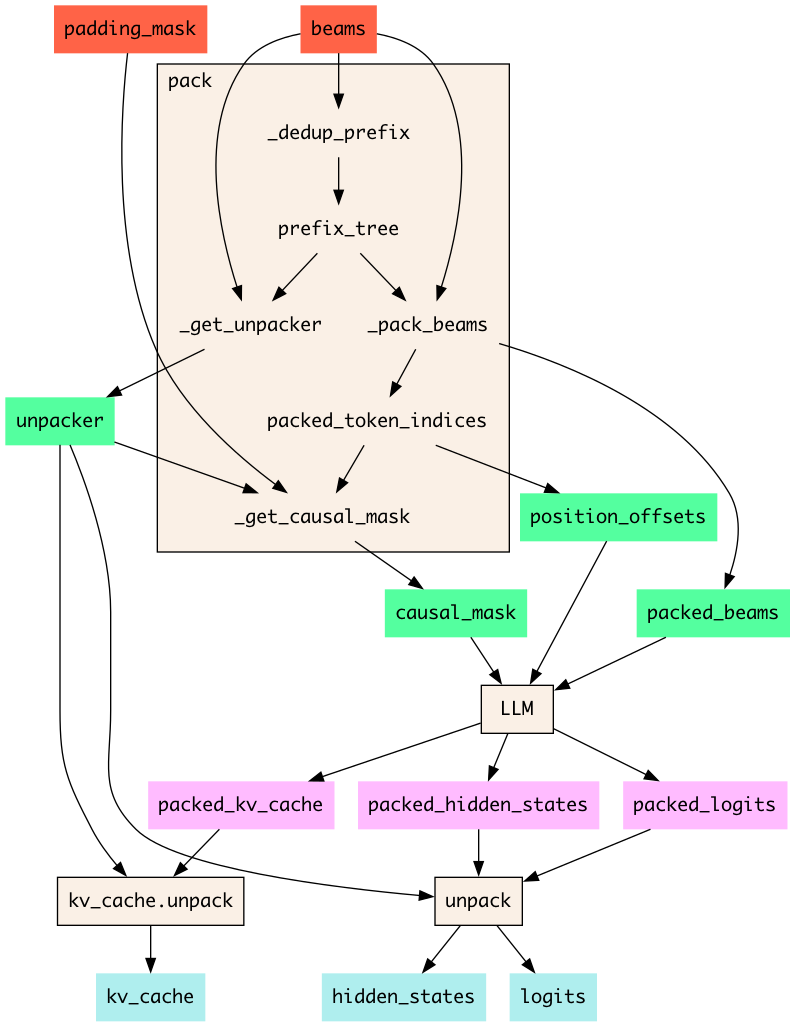 padding_mask
beams
pack
_dedup_prefix
prefix_tree
_get_unpacker
_pack_beams
unpacker
packed_token_indices
_get_causal_mask
position_offsets
causal_mask
packed_beams
LLM
packed_kv_cache
packed_hidden_states
packed_logits
kv_cache.unpack
unpack
kv_cache
hidden_states
logits